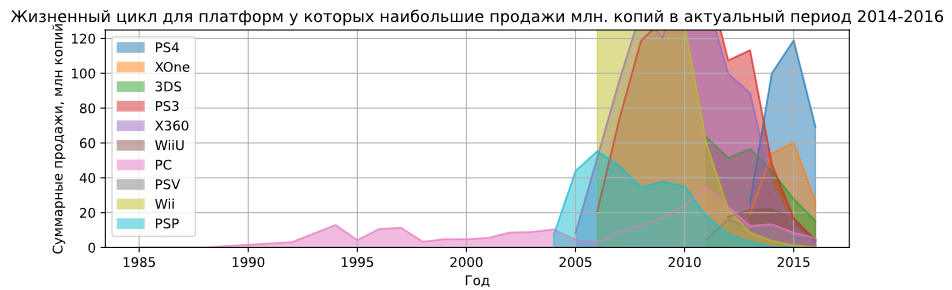 Жизненный цикл для платформ у которых наибольшие продажи млн. копий в актуальный период 2014-2016
Суммарные продажи, млн копий
120
100
80
60
40
20
0
PS4
XOne
3DS
PS3
X360
WiiU
PC
PSV
Wii
PSP
1985 1990 1995 2000 2005 2010 2015
Год